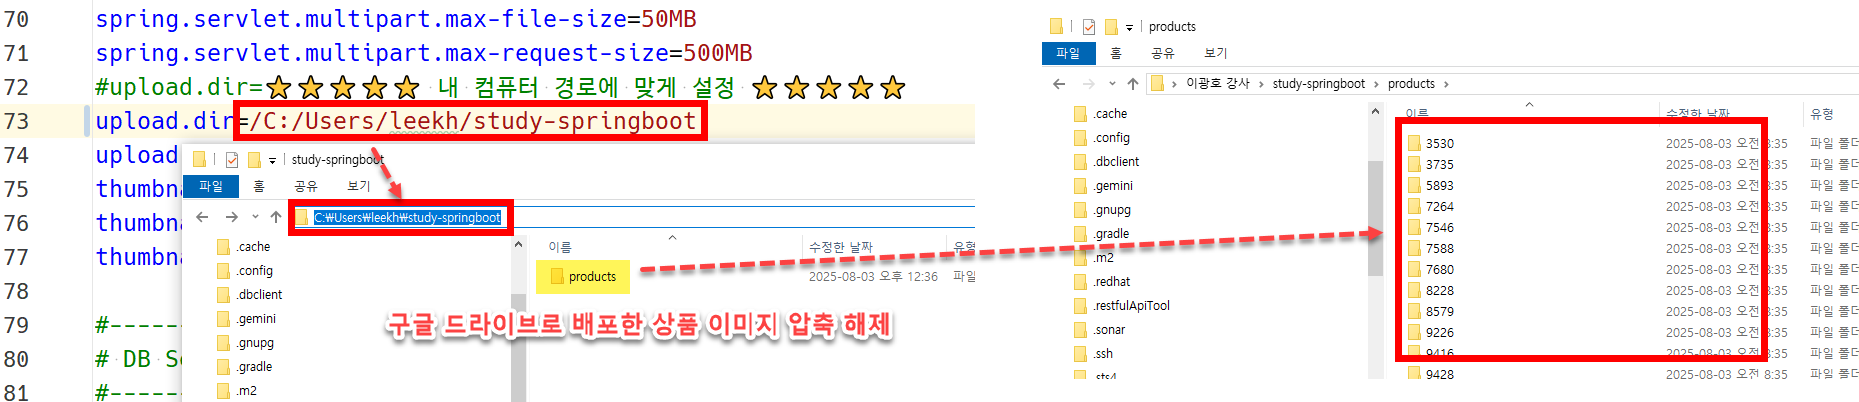 70 spring.servlet.multipart.max-file-size=50MB
71 spring.servlet.multipart.max-request-size=500MB
72 #upload.dir=⭐⭐⭐⭐⭐ 내 컴퓨터 경로에 맞게 설정 ⭐⭐⭐⭐⭐
73 upload.dir=/C:/Users/leekh/study-springboot
74 upload
75 thumbna
76 thumbna
77 thumbna
78
79 #------
80 # DB Se
81 #------
study-springboot
파일 홈 공유 보기
C:₩Users₩leekh₩study-springboot
.cache
.config
.dbclient
.gemini
.gnupg
.gradle
.m2
이름 수정한 날짜 유형
products 2025-08-03 오후 12:36 파일
구글 드라이브로 배포한 상품 이미지 압축 해제
products
파일 홈 공유 보기
이광호 강사 › study-springboot › products ›
.cache
.config
.dbclient
.gemini
.gnupg
.gradle
.m2
.redhat
.restfulApiTool
.sonar
.ssh
.sts4
이름 수정한 날짜 유형
3530 2025-08-03 오전 8:35 파일 폴더
3735 2025-08-03 오전 8:35 파일 폴더
5893 2025-08-03 오전 8:35 파일 폴더
7264 2025-08-03 오전 8:35 파일 폴더
7546 2025-08-03 오전 8:35 파일 폴더
7588 2025-08-03 오전 8:35 파일 폴더
7680 2025-08-03 오전 8:35 파일 폴더
8228 2025-08-03 오전 8:35 파일 폴더
8579 2025-08-03 오전 8:35 파일 폴더
9226 2025-08-03 오전 8:35 파일 폴더
9416 2025-08-03 오전 8:35 파일 폴더
9428 2025-08-03 오전 8:35 파일 폴더